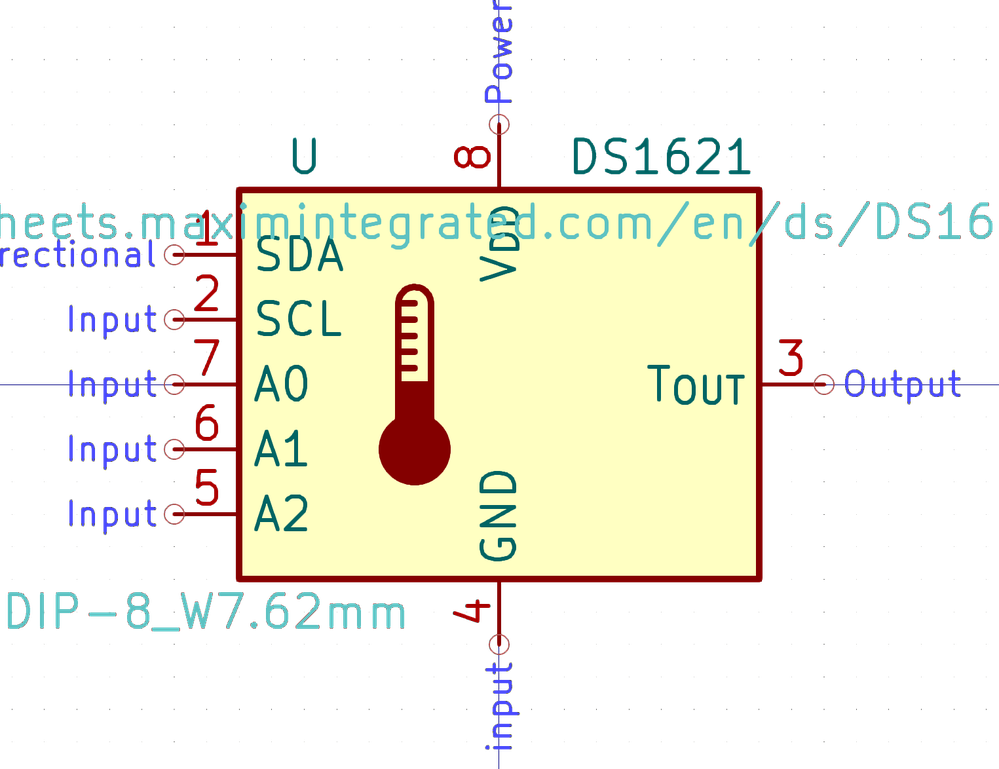 Power
8
U
DS1621
heets.maximintegrated.com/en/ds/DS16
VDD
rectional
1
SDA
Input
2
SCL
Input
7
A0
TOUT
3
Output
Input
6
A1
Input
5
A2
GND
DIP-8_W7.62mm
4
input